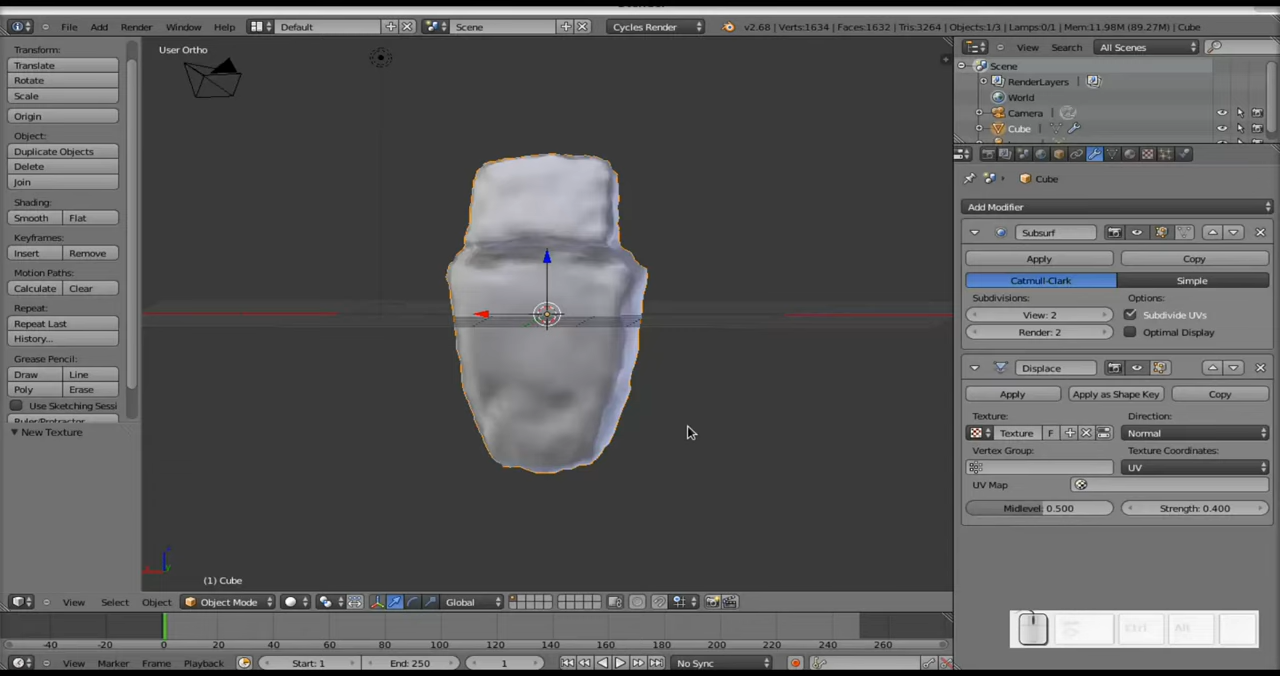 File Add Render Window Help Default Scene Cycles Render v2.68 | Verts:1634 | Faces:1632 | Tris:3264 | Objects:1/3 | Lamps:0/1 | Mem:11.98M (89.27M) | Cube
User Ortho
View Search All Scenes
Scene
RenderLayers
World
Camera
Cube
Transform:
Translate
Rotate
Scale
Origin
Object:
Duplicate Objects
Delete
Join
Shading:
Smooth Flat
Keyframes:
Insert Remove
Motion Paths:
Calculate Clear
Repeat:
Repeat Last
History...
Grease Pencil:
Draw Line
Poly Erase
Use Sketching Sessi
Ruler/Protractor
New Texture
Cube
Add Modifier
Subsurf
Apply Copy
Catmull-Clark Simple
Subdivisions: Options:
View: 2 Subdivide UVs
Render: 2 Optimal Display
Displace
Apply Apply as Shape Key Copy
Texture: Direction:
Texture F Normal
Vertex Group: Texture Coordinates:
UV
UV Map
Midlevel: 0.500 Strength: 0.400
(1) Cube
View Select Object Object Mode Global
Ctrl Alt
-40 -20 0 20 40 60 80 100 120 140 160 180 200 220 240 260
View Marker Frame Playback Start: 1 End: 250 1 No Sync